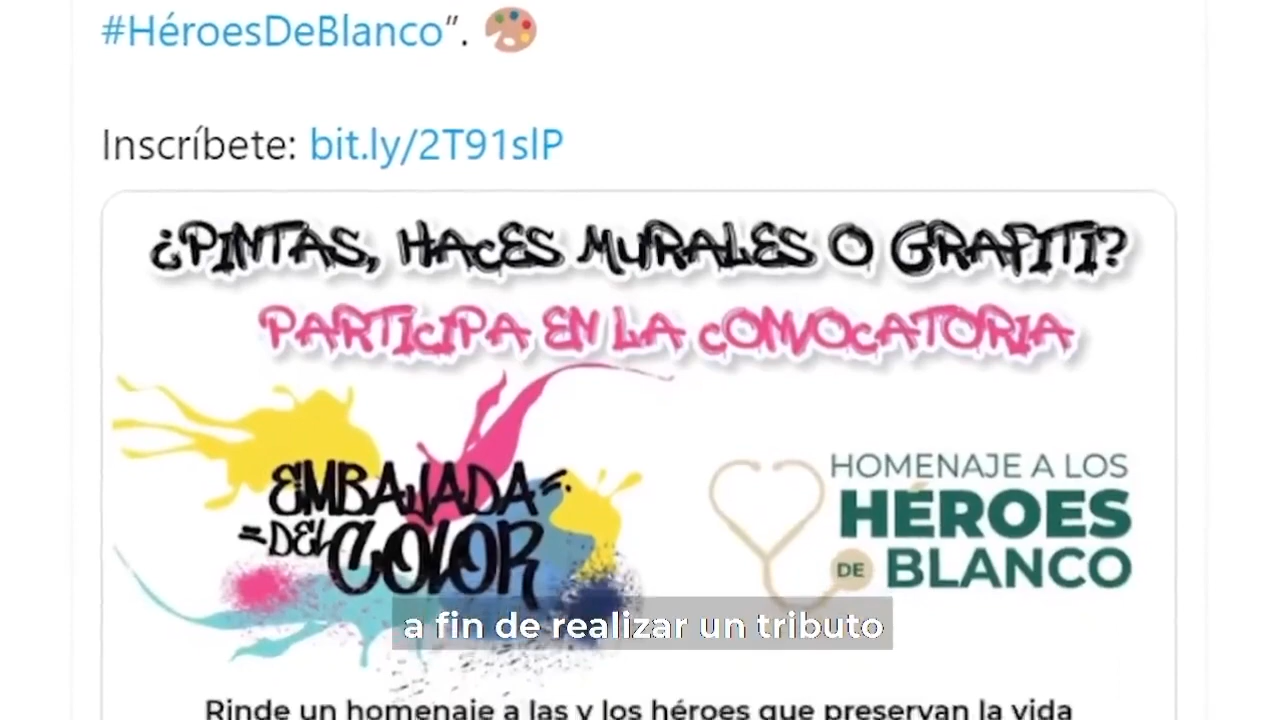 #HéroesDeBlanco”.
Inscríbete: bit.ly/2T91slP
¿PINTAS, HACES MURALES O GRAFITI?
PARTICIPA EN LA CONVOCATORIA
EMBAJADA
DEL COLOR
HOMENAJE A LOS
HÉROES
DE BLANCO
a fin de realizar un tributo
Rinde un homenaje a las y los héroes que preservan la vida